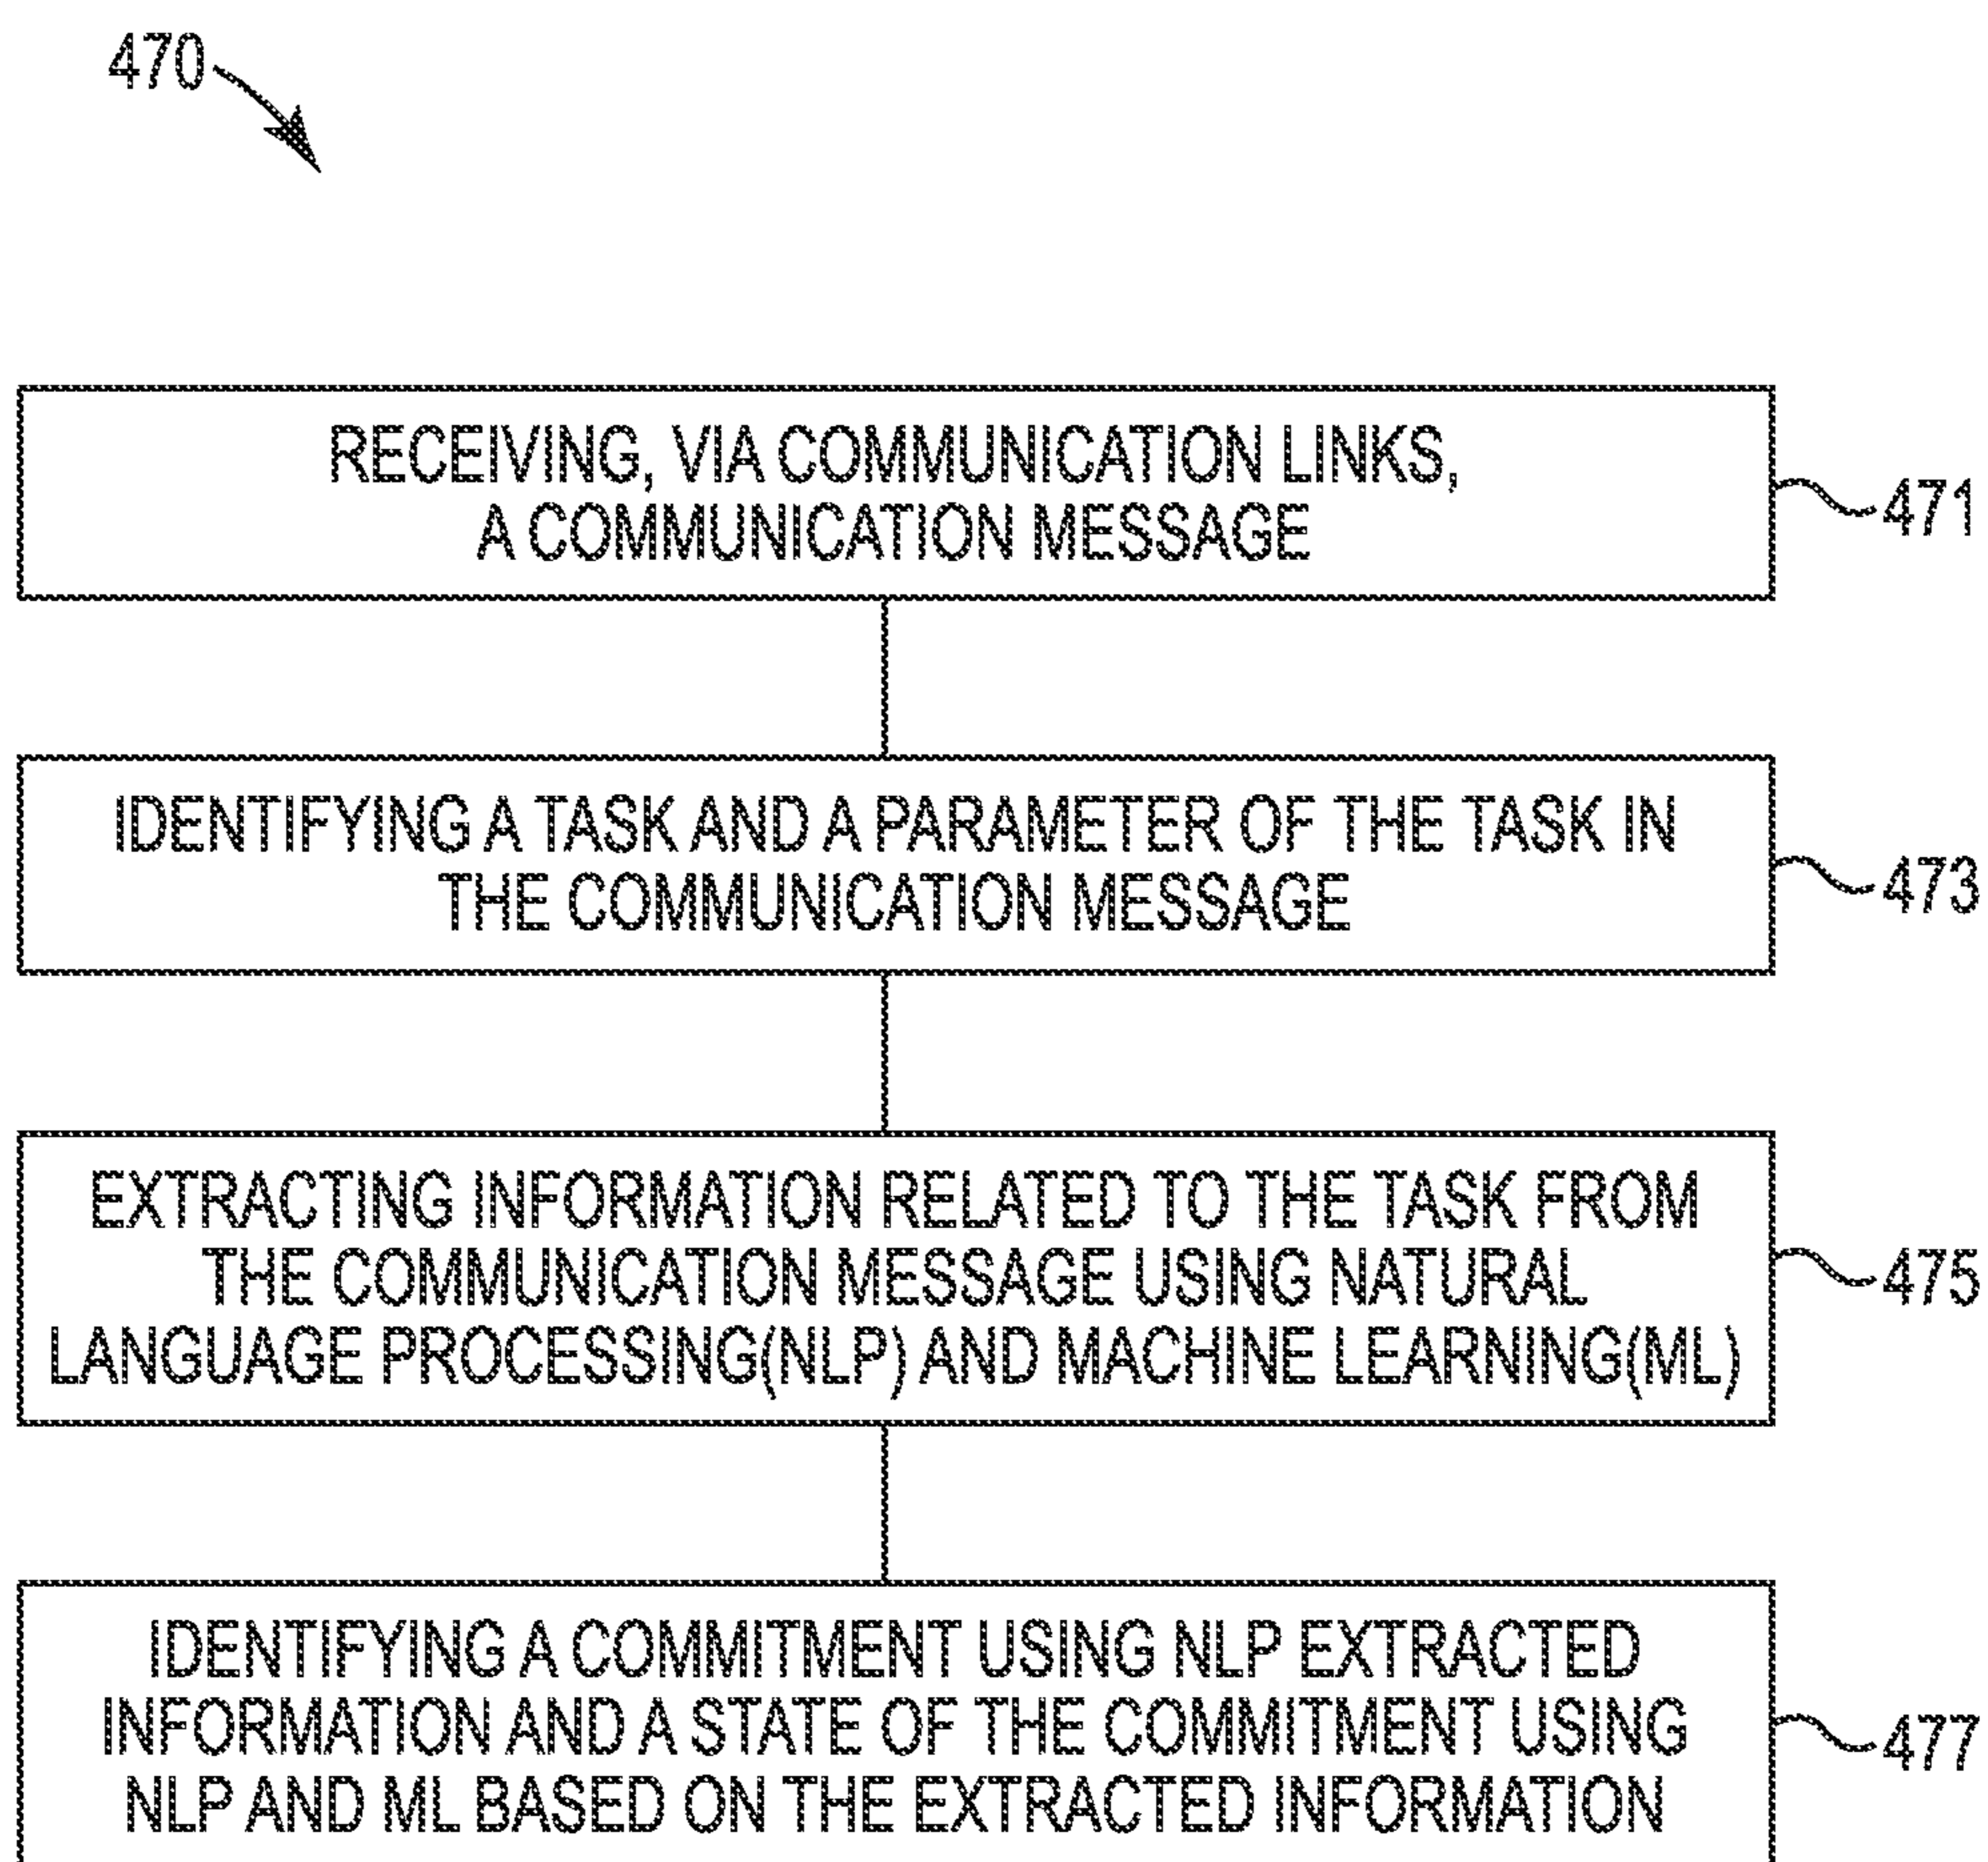 470
RECEIVING, VIA COMMUNICATION LINKS,
A COMMUNICATION MESSAGE
471
IDENTIFYING A TASK AND A PARAMETER OF THE TASK IN
THE COMMUNICATION MESSAGE
473
EXTRACTING INFORMATION RELATED TO THE TASK FROM
THE COMMUNICATION MESSAGE USING NATURAL
LANGUAGE PROCESSING(NLP) AND MACHINE LEARNING(ML)
475
IDENTIFYING A COMMITMENT USING NLP EXTRACTED
INFORMATION AND A STATE OF THE COMMITMENT USING
NLP AND ML BASED ON THE EXTRACTED INFORMATION
477